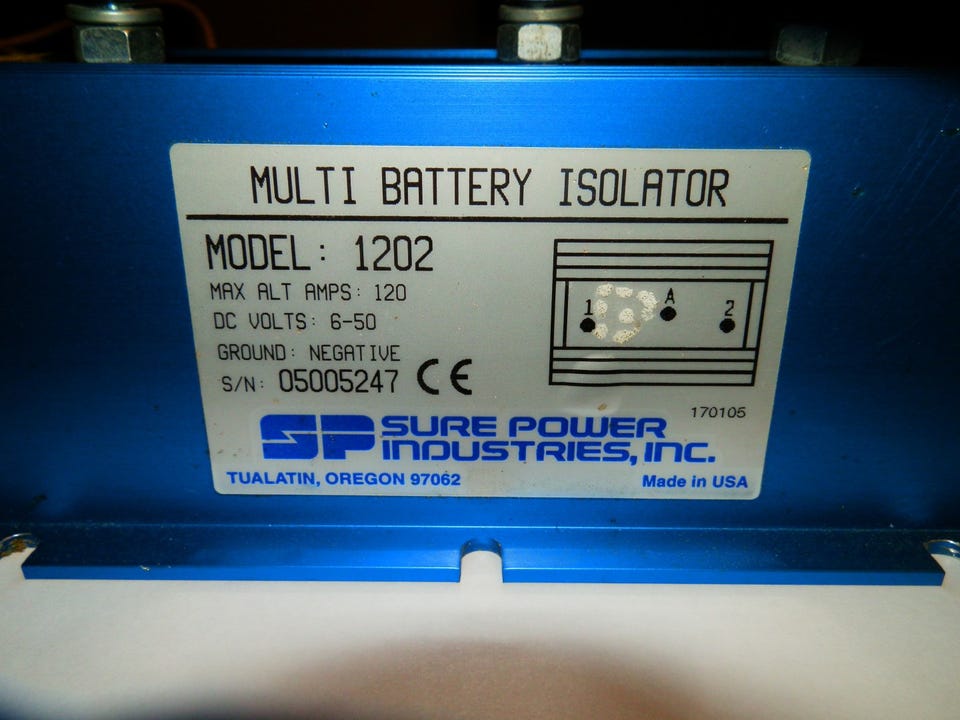 MULTI BATTERY ISOLATOR
MODEL: 1202
MAX ALT AMPS: 120
DC VOLTS: 6-50
GROUND: NEGATIVE
S/N: 05005247 CE
1 A 2
170105
SP SURE POWER
INDUSTRIES, INC.
TUALATIN, OREGON 97062 Made in USA